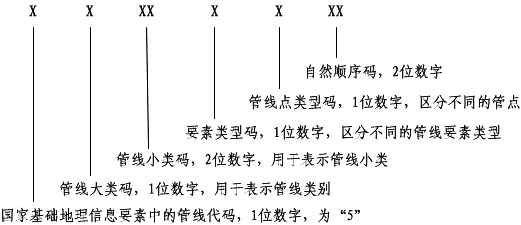 X X XX X X XX
自然顺序码，2位数字
管线点类型码，1位数字，区分不同的管点
要素类型码，1位数字，区分不同的管线要素类型
管线小类码，2位数字，用于表示管线小类
管线大类码，1位数字，用于表示管线类别
国家基础地理信息要素中的管线代码，1位数字，为“5”